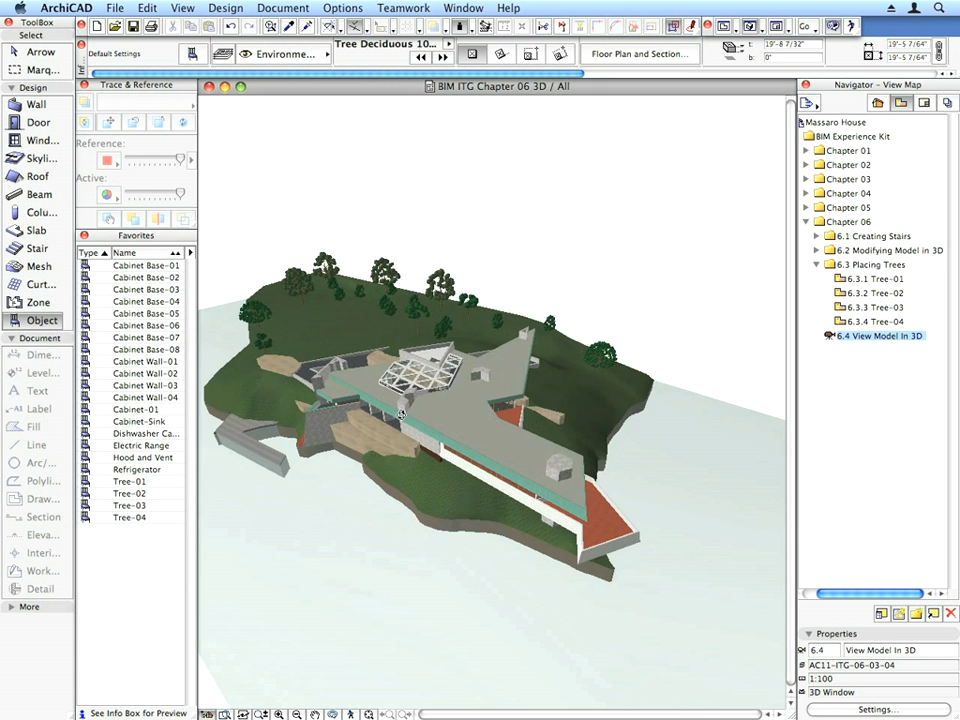 ArchiCAD File Edit View Design Document Options Teamwork Window Help
ToolBox
Select
Arrow
Marq...
Design
Wall
Door
Wind...
Skyli...
Roof
Beam
Colu...
Slab
Stair
Mesh
Curt...
Zone
Object
Document
Dime...
Level...
Text
Label
Fill
Line
Arc/...
Polyli...
Draw...
Section
Eleva...
Interi...
Work...
Detail
More
Go
Default Settings
Environme...
Tree Deciduous 10...
Floor Plan and Section...
t: 19'-8 7/32"
b: 0"
19'-5 7/64"
19'-5 7/64"
Trace & Reference
Reference:
Active:
Favorites
Type Name
Cabinet Base-01
Cabinet Base-02
Cabinet Base-03
Cabinet Base-04
Cabinet Base-05
Cabinet Base-06
Cabinet Base-07
Cabinet Base-08
Cabinet Wall-01
Cabinet Wall-02
Cabinet Wall-03
Cabinet Wall-04
Cabinet-01
Cabinet-Sink
Dishwasher Ca...
Electric Range
Hood and Vent
Refrigerator
Tree-01
Tree-02
Tree-03
Tree-04
See Info Box for Preview
BIM ITG Chapter 06 3D / All
Navigator - View Map
Massaro House
BIM Experience Kit
Chapter 01
Chapter 02
Chapter 03
Chapter 04
Chapter 05
Chapter 06
6.1 Creating Stairs
6.2 Modifying Model in 3D
6.3 Placing Trees
6.3.1 Tree-01
6.3.2 Tree-02
6.3.3 Tree-03
6.3.4 Tree-04
6.4 View Model In 3D
Properties
6.4 View Model In 3D
AC11-ITG-06-03-04
1:100
3D Window
Settings...